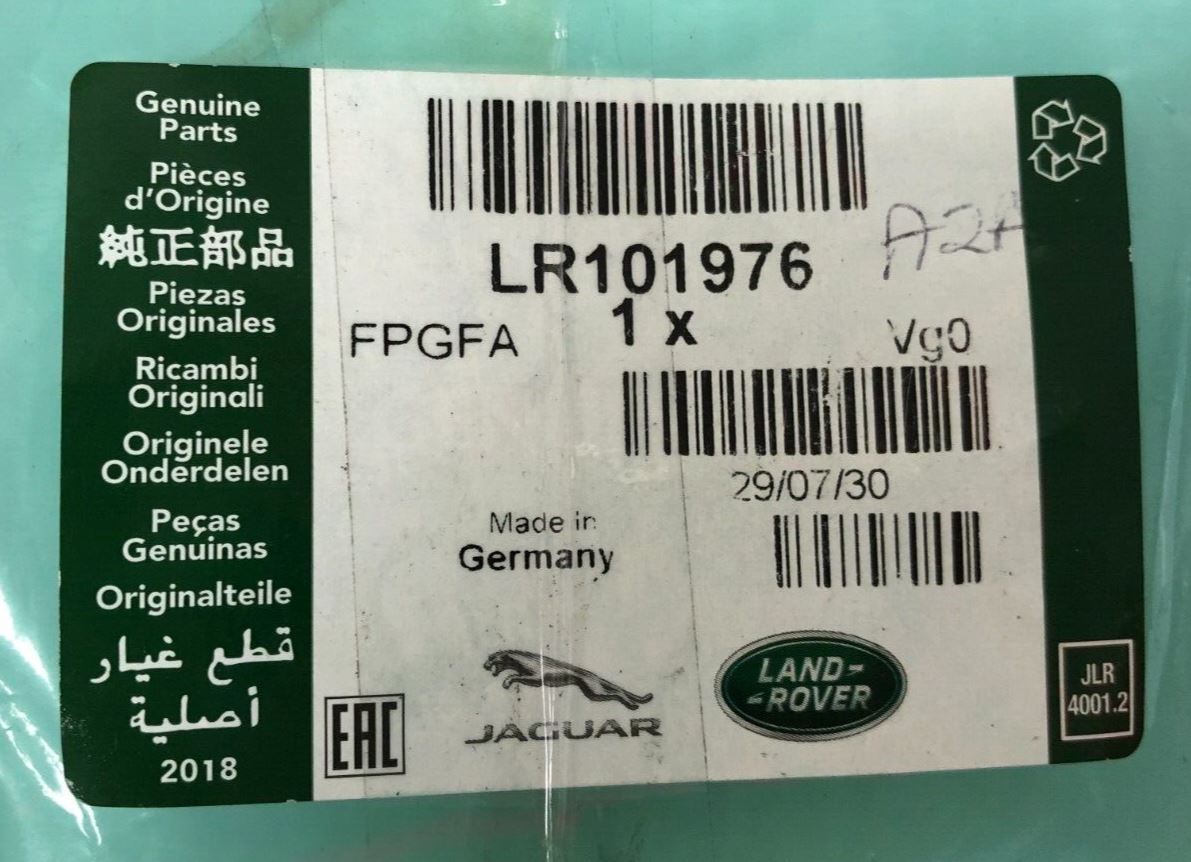 Genuine
Parts
Pièces
d'Origine
純正部品
Piezas
Originales
Ricambi
Originali
Originele
Onderdelen
Peças
Genuinas
Originalteile
قطع غيار
أصلية
2018
LR101976
A2A
1 x
FPGFA
Vg0
29/07/30
Made in
Germany
EAC
JAGUAR
LAND-
-ROVER
JLR
4001.2